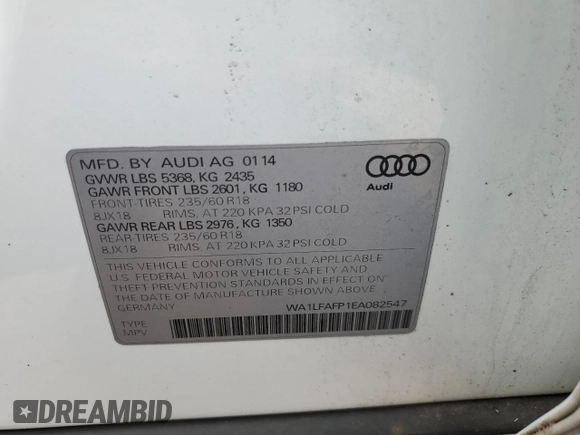 MFD. BY AUDI AG 01 14
GVWR LBS 5368, KG 2435
GAWR FRONT LBS 2601, KG 1180
FRONT-TIRES 235/60 R18
8JX18 RIMS, AT 220 KPA 32 PSI COLD
GAWR REAR LBS 2976, KG 1350
REAR-TIRES 235/60 R18
8JX18 RIMS, AT 220 KPA 32 PSI COLD
THIS VEHICLE CONFORMS TO ALL APPLICABLE
U.S. FEDERAL MOTOR VEHICLE SAFETY AND
THEFT PREVENTION STANDARDS IN EFFECT ON
THE DATE OF MANUFACTURE SHOWN ABOVE.
GERMANY WA1LFAFP1EA082547
TYPE
MPV
Audi
DREAMBID